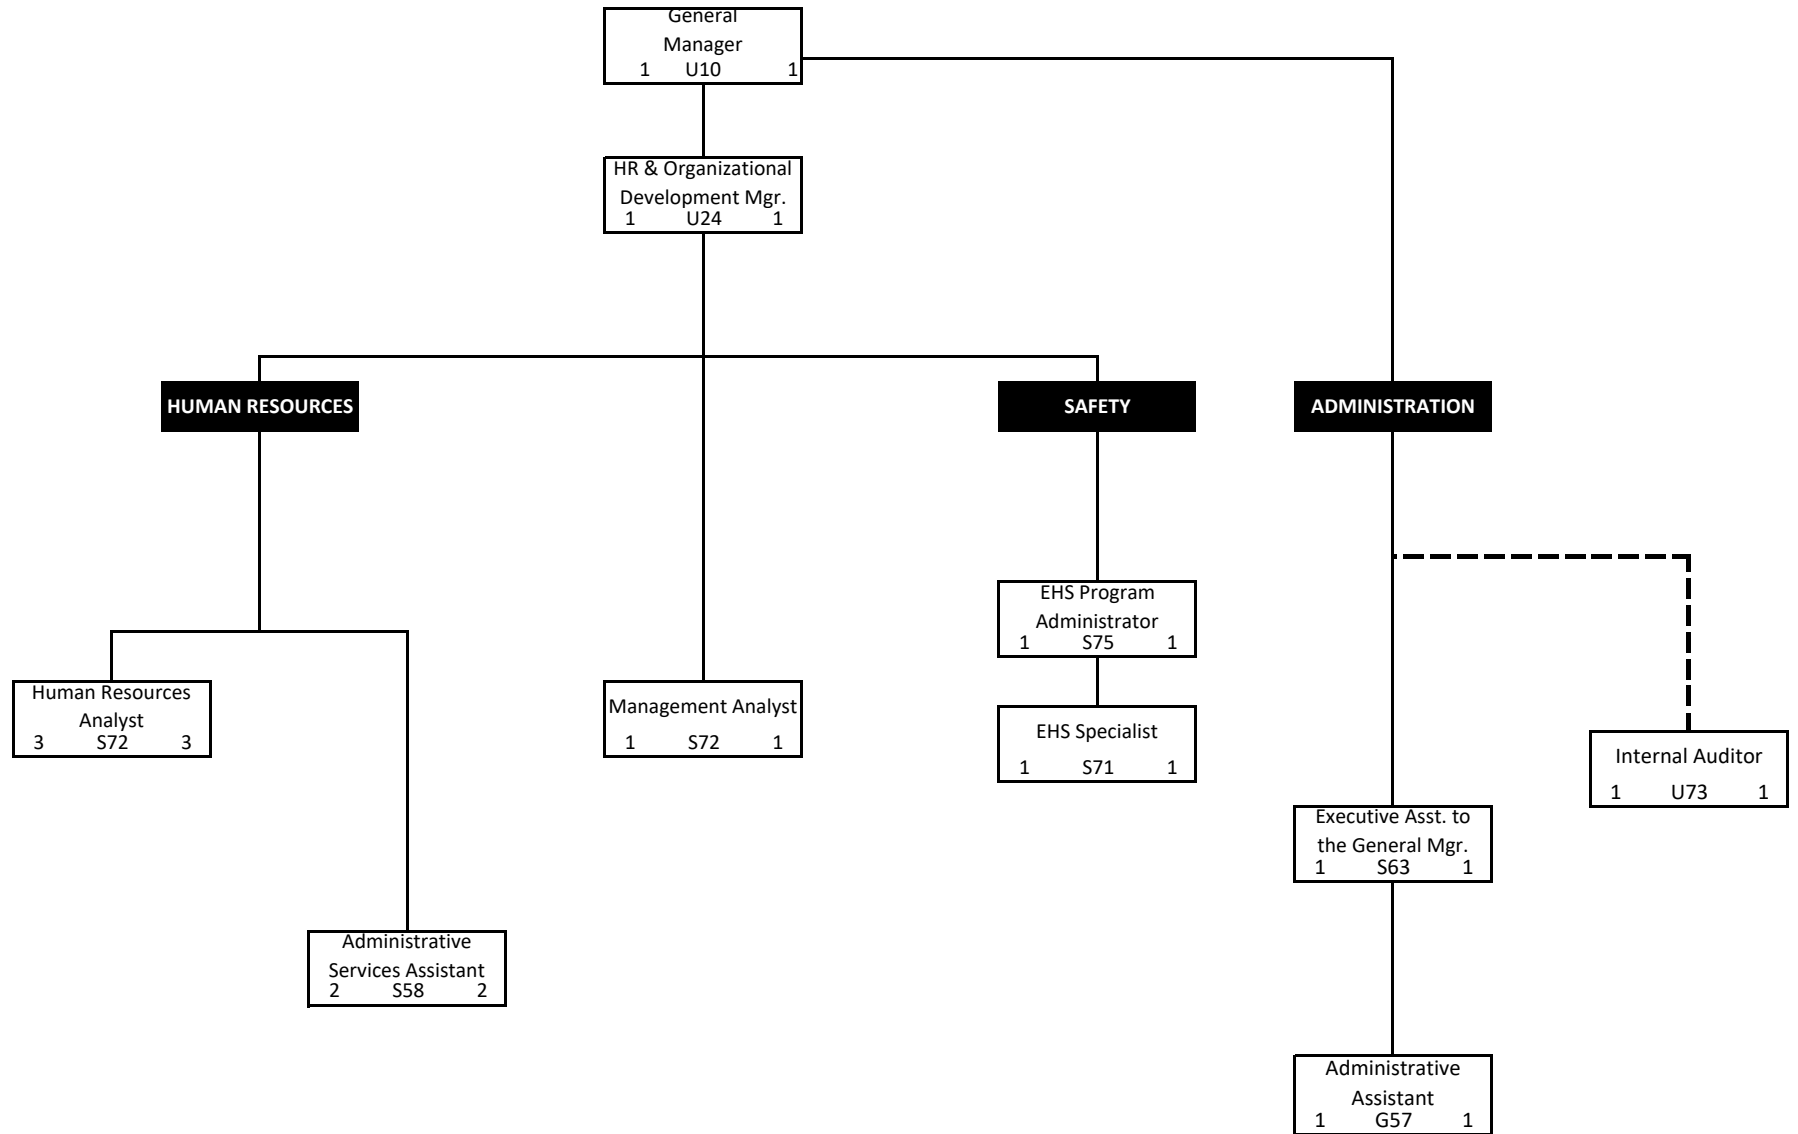 General
Manager
1 U10 1
HR & Organizational
Development Mgr.
1 U24 1
HUMAN RESOURCES
SAFETY
ADMINISTRATION
EHS Program
Administrator
1 S75 1
Human Resources
Analyst
3 S72 3
Management Analyst
1 S72 1
EHS Specialist
1 S71 1
Internal Auditor
1 U73 1
Executive Asst. to
the General Mgr.
1 S63 1
Administrative
Services Assistant
2 S58 2
Administrative
Assistant
1 G57 1